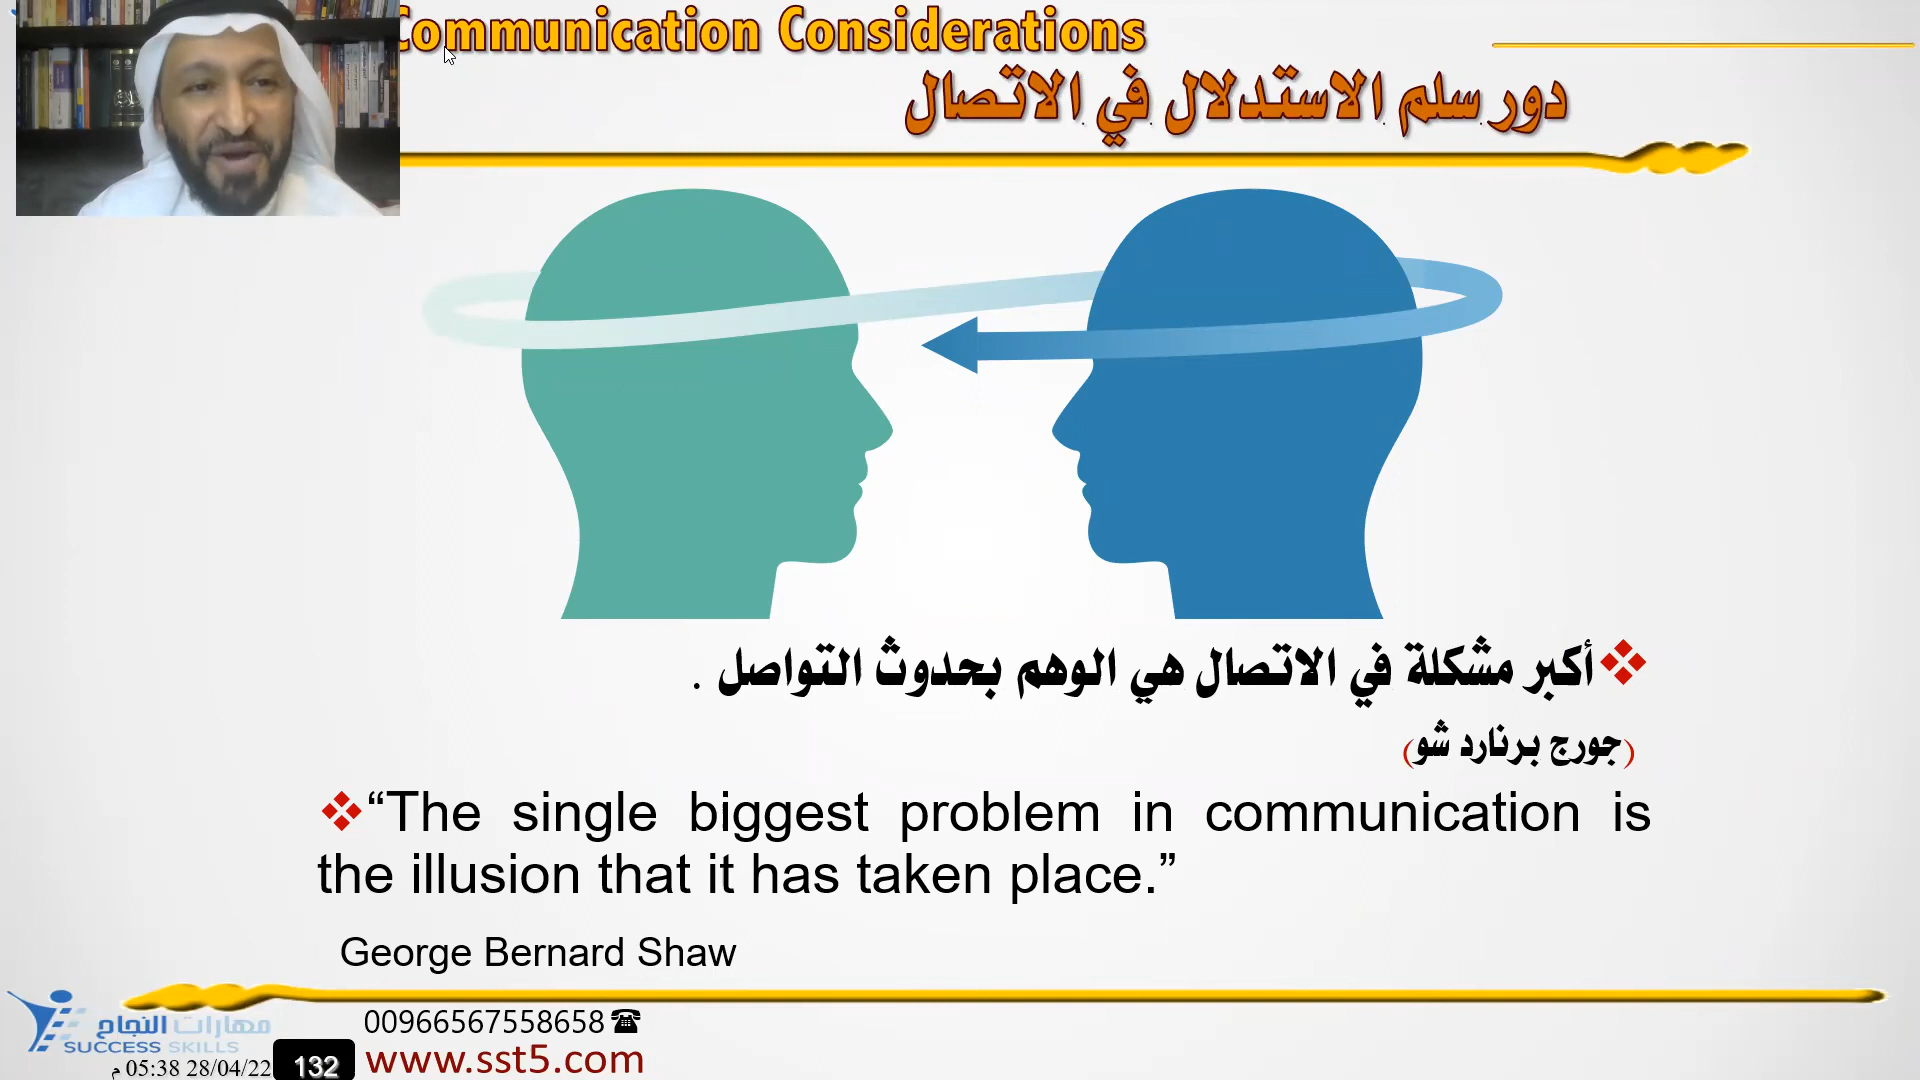 Communication Considerations
دور سلم الاستدلال في الاتصال
أكبر مشكلة في الاتصال هي الوهم بحدوث التواصل .
(جورج برنارد شو)
“The single biggest problem in communication is
the illusion that it has taken place.”
George Bernard Shaw
مهارات النجاح
SUCCESS SKILLS
05:38 28/04/22 م
132
00966567558658
www.sst5.com